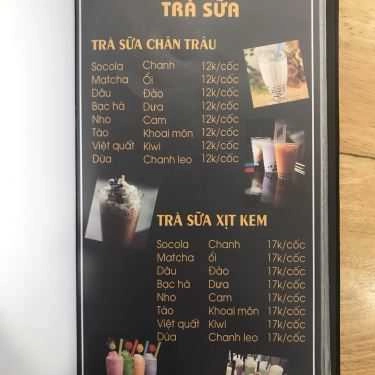 TRÀ SỮA
TRÀ SỮA CHÂN TRÂU
Socola Chanh 12k/cốc
Matcha Ổi 12k/cốc
Dâu Đào 12k/cốc
Bạc hà Dưa 12k/cốc
Nho Cam 12k/cốc
Táo Khoai môn 12k/cốc
Việt quất Kiwi 12k/cốc
Dừa Chanh leo 12k/cốc
TRÀ SỮA XỊT KEM
Socola Chanh 17k/cốc
Matcha ổi 17k/cốc
Dâu Đào 17k/cốc
Bạc hà Dưa 17k/cốc
Nho Cam 17k/cốc
Táo Khoai môn 17k/cốc
Việt quất Kiwi 17k/cốc
Dừa Chanh leo 17k/cốc